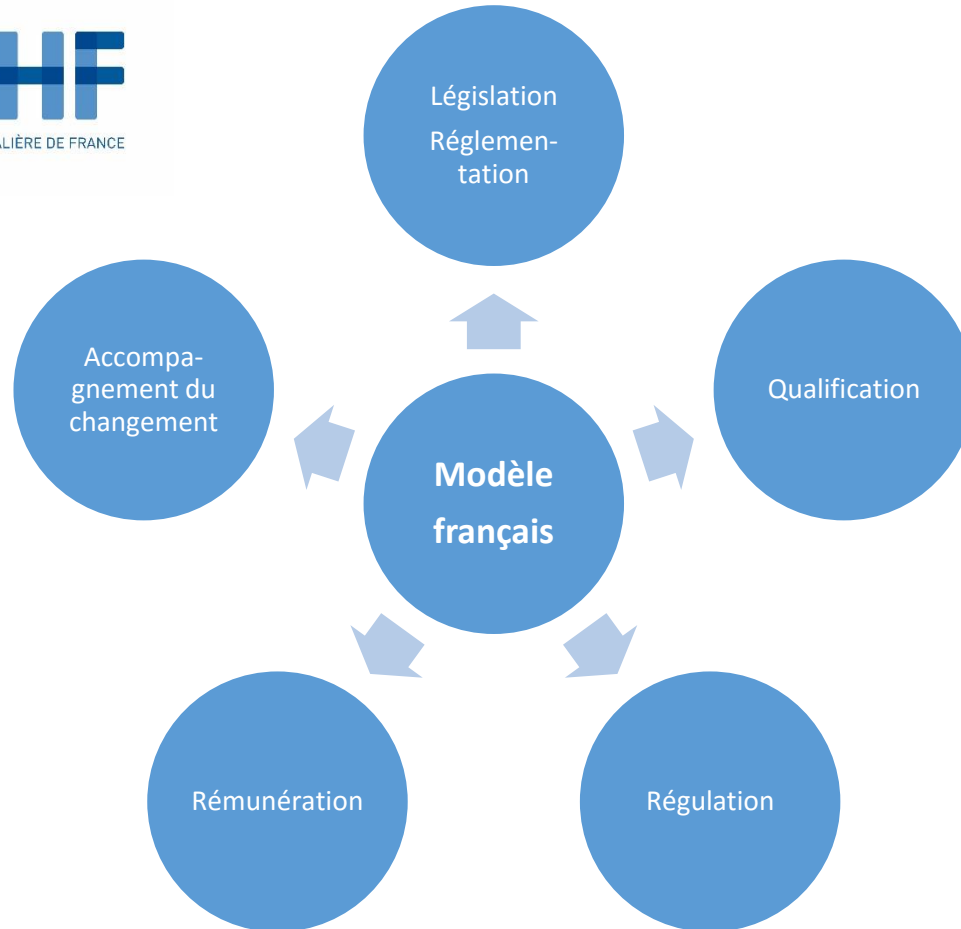 HF
ALIÈRE DE FRANCE
Législation
Réglemen-
tation
Accompa-
gnement du
changement
Qualification
Modèle
français
Rémunération
Régulation